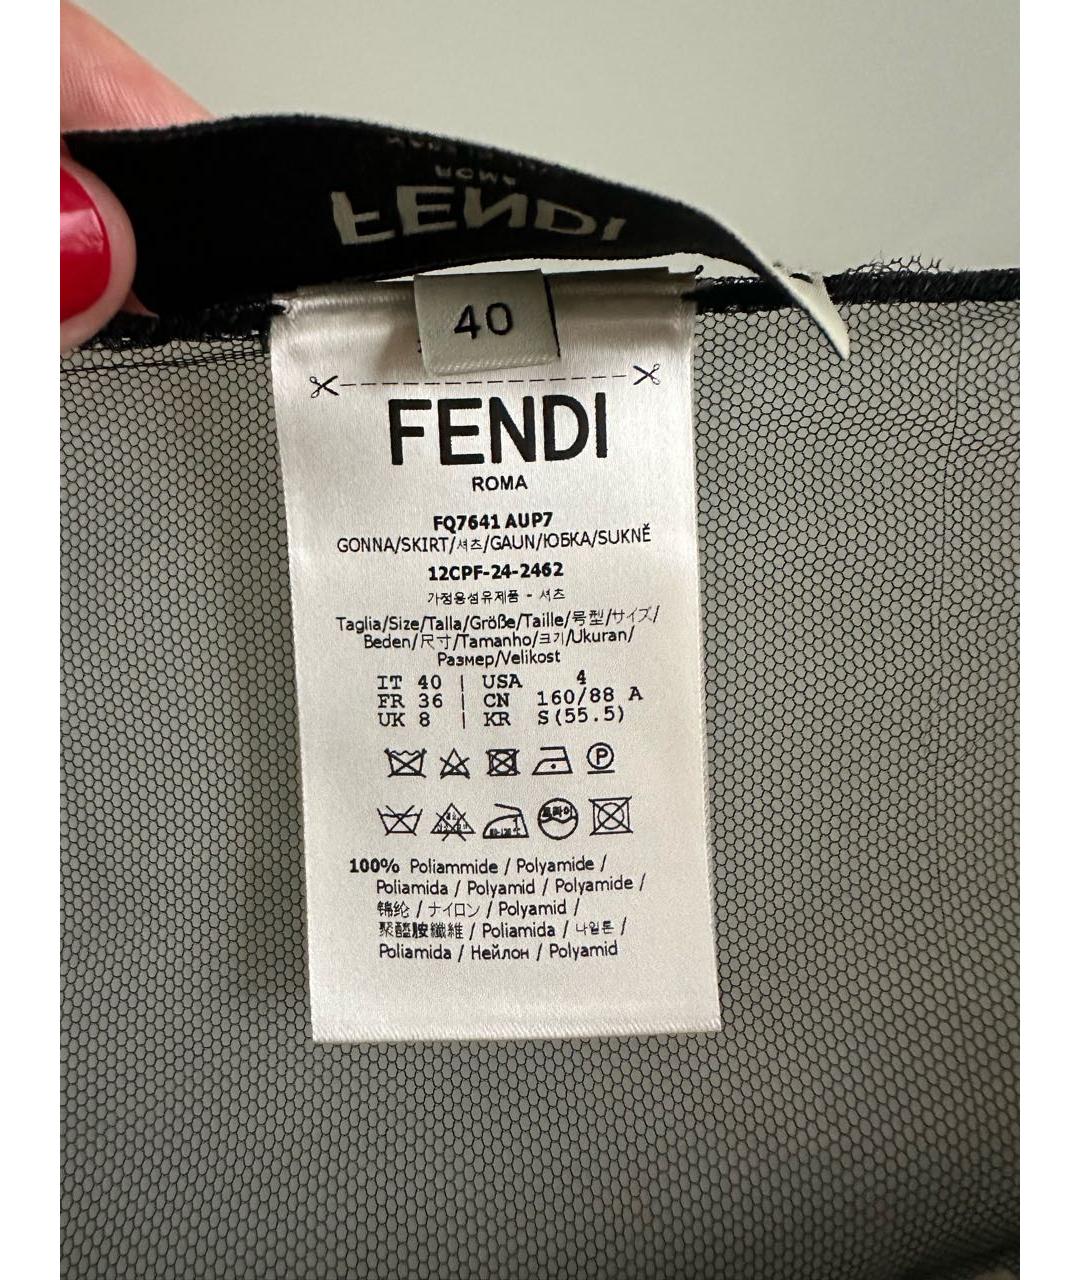 ROMA
FENDI
40
FENDI
ROMA
FQ7641 AUP7
GONNA/SKIRT/셔츠/GAUN/ЮБКА/SUKNĚ
12CPF-24-2462
가정용섬유제품 - 셔츠
Taglia/Size/Talla/Größe/Taille/号型/サイズ/
Beden/尺寸/Tamanho/크기/Ukuran/
Размер/Velikost
IT 40 | USA 4
FR 36 | CN 160/88 A
UK 8 | KR S(55.5)
P
드라이
100% Poliammide / Polyamide /
Poliamida / Polyamid / Polyamide /
锦纶 / ナイロン / Polyamid /
聚醯胺纖維 / Poliamida / 나일론 /
Poliamida / Нейлон / Polyamid